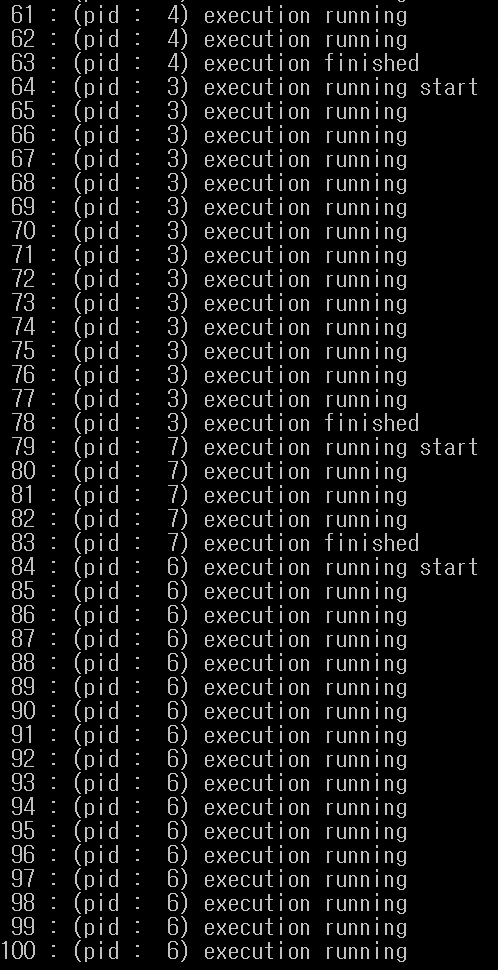 61 : (pid :  4) execution running
62 : (pid :  4) execution running
63 : (pid :  4) execution finished
64 : (pid :  3) execution running start
65 : (pid :  3) execution running
66 : (pid :  3) execution running
67 : (pid :  3) execution running
68 : (pid :  3) execution running
69 : (pid :  3) execution running
70 : (pid :  3) execution running
71 : (pid :  3) execution running
72 : (pid :  3) execution running
73 : (pid :  3) execution running
74 : (pid :  3) execution running
75 : (pid :  3) execution running
76 : (pid :  3) execution running
77 : (pid :  3) execution running
78 : (pid :  3) execution finished
79 : (pid :  7) execution running start
80 : (pid :  7) execution running
81 : (pid :  7) execution running
82 : (pid :  7) execution running
83 : (pid :  7) execution finished
84 : (pid :  6) execution running start
85 : (pid :  6) execution running
86 : (pid :  6) execution running
87 : (pid :  6) execution running
88 : (pid :  6) execution running
89 : (pid :  6) execution running
90 : (pid :  6) execution running
91 : (pid :  6) execution running
92 : (pid :  6) execution running
93 : (pid :  6) execution running
94 : (pid :  6) execution running
95 : (pid :  6) execution running
96 : (pid :  6) execution running
97 : (pid :  6) execution running
98 : (pid :  6) execution running
99 : (pid :  6) execution running
100 : (pid :  6) execution running